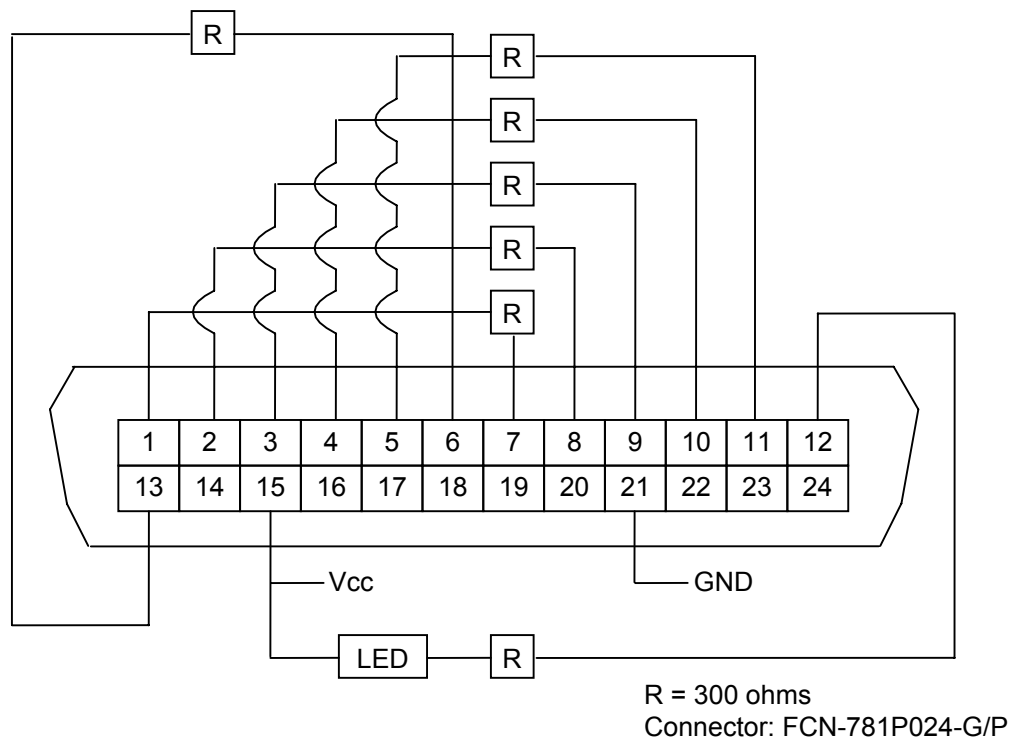 R
R
R
R
R
R
1 2 3 4 5 6 7 8 9 10 11 12
13 14 15 16 17 18 19 20 21 22 23 24
Vcc GND
LED R
R = 300 ohms
Connector: FCN-781P024-G/P